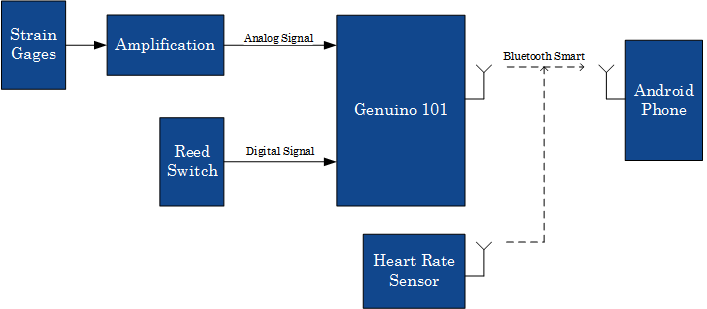 Strain
Gages
Amplification
Analog Signal
Genuino 101
Bluetooth Smart
Android
Phone
Reed
Switch
Digital Signal
Heart Rate
Sensor